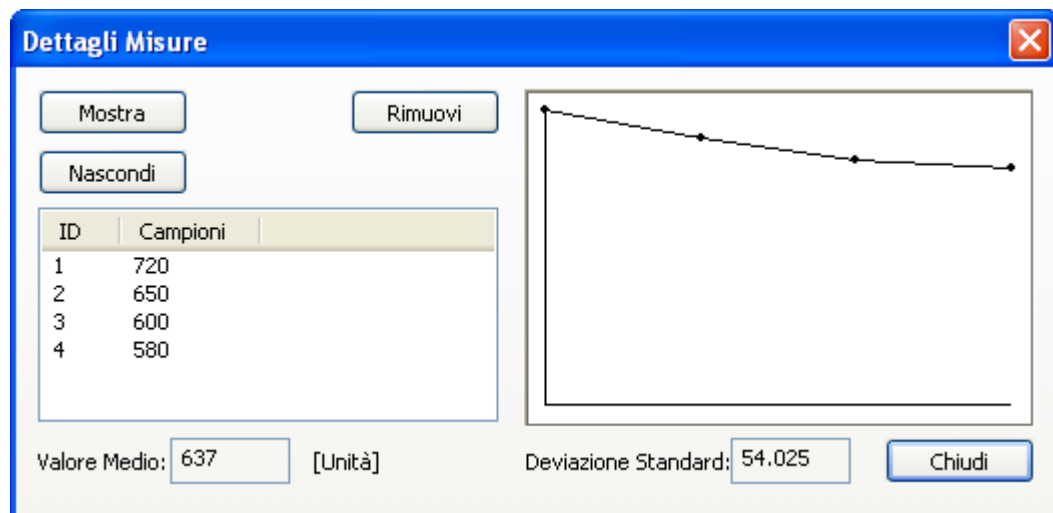 Dettagli Misure
Mostra Rimuovi
Nascondi
ID Campioni
1 720
2 650
3 600
4 580
Valore Medio: 637 [Unità] Deviazione Standard: 54.025 Chiudi